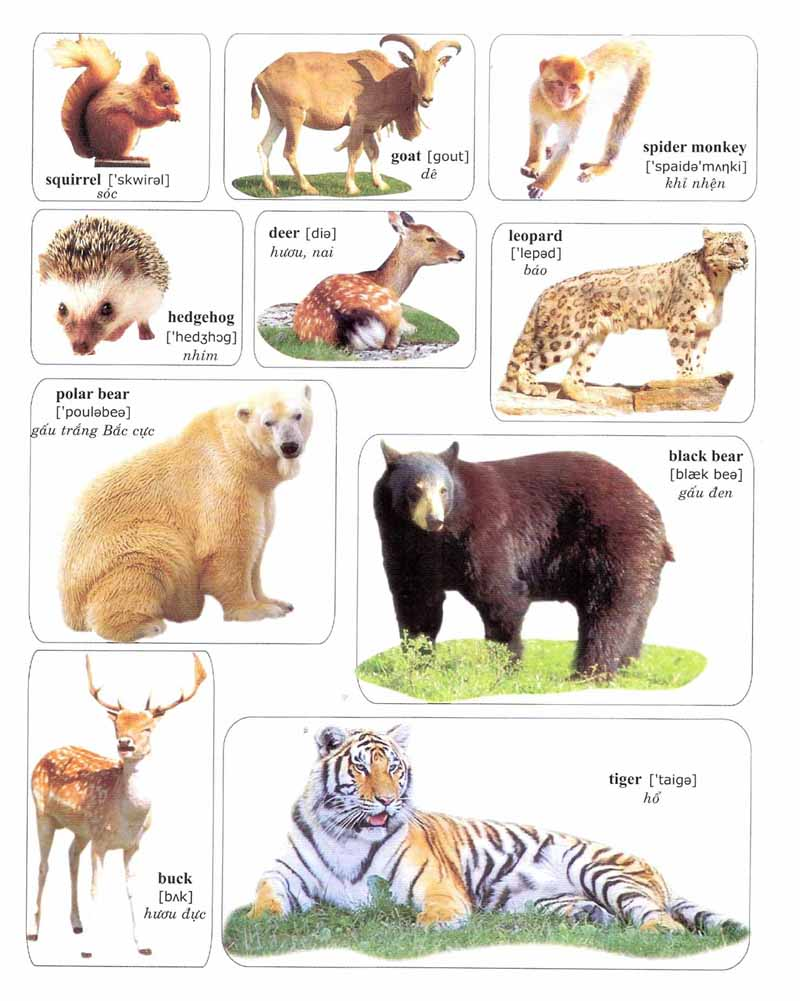 squirrel ['skwirəl]
sóc
goat [gout]
dê
spider monkey
['spaidə'mʌŋki]
khỉ nhện
hedgehog
['hedʒhɔg]
nhím
deer [diə]
hươu, nai
leopard
['lepəd]
báo
polar bear
['pouləbeə]
gấu trắng Bắc cực
black bear
[blæk beə]
gấu đen
buck
[bʌk]
hươu đực
tiger ['taigə]
hổ